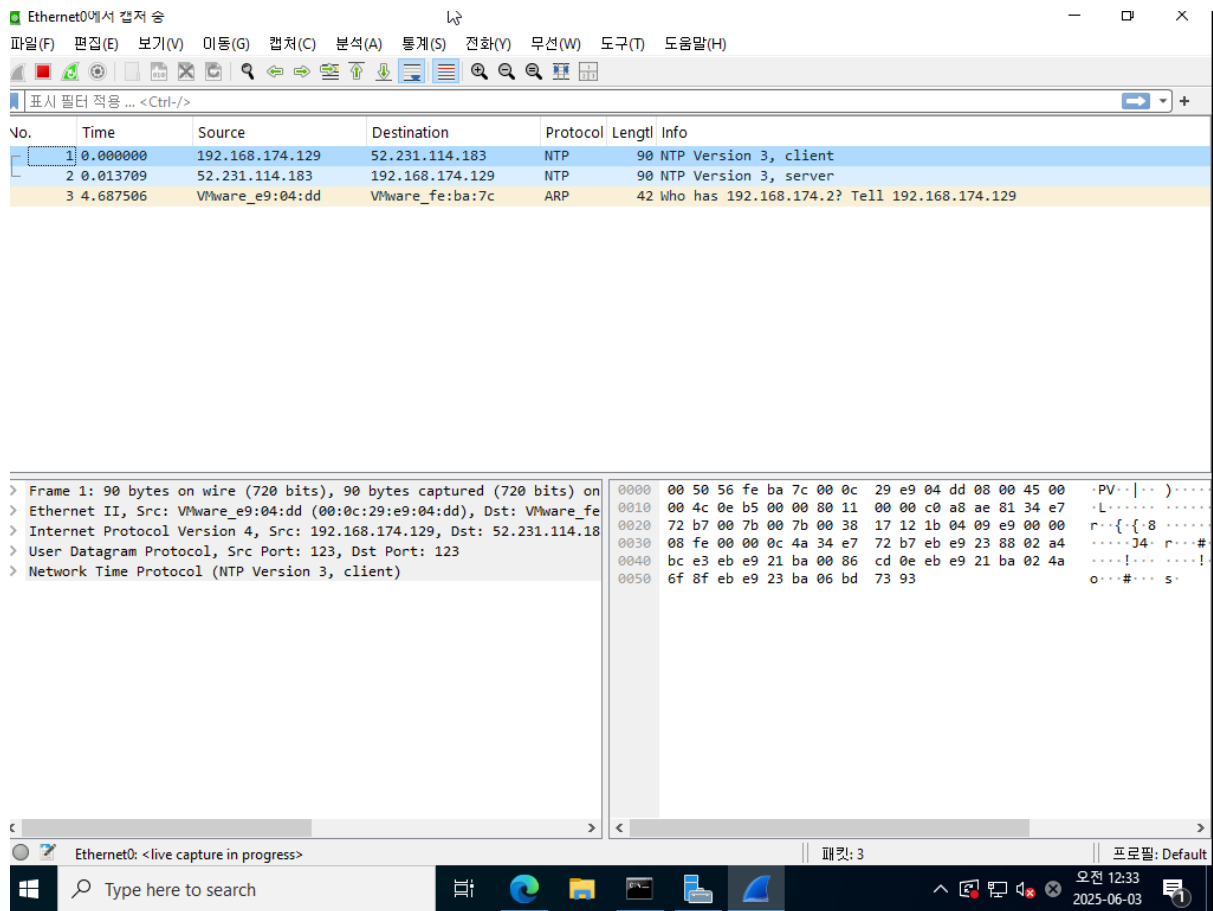 Ethernet0에서 캡처 중
파일(F) 편집(E) 보기(V) 이동(G) 캡처(C) 분석(A) 통계(S) 전화(Y) 무선(W) 도구(T) 도움말(H)
표시 필터 적용 … <Ctrl-/>
No. Time Source Destination Protocol Lengtl Info
1 0.000000 192.168.174.129 52.231.114.183 NTP 90 NTP Version 3, client
2 0.013709 52.231.114.183 192.168.174.129 NTP 90 NTP Version 3, server
3 4.687506 VMware_e9:04:dd VMware_fe:ba:7c ARP 42 Who has 192.168.174.2? Tell 192.168.174.129
Frame 1: 90 bytes on wire (720 bits), 90 bytes captured (720 bits) on
Ethernet II, Src: VMware_e9:04:dd (00:0c:29:e9:04:dd), Dst: VMware_fe
Internet Protocol Version 4, Src: 192.168.174.129, Dst: 52.231.114.18
User Datagram Protocol, Src Port: 123, Dst Port: 123
Network Time Protocol (NTP Version 3, client)
0000 00 50 56 fe ba 7c 00 0c 29 e9 04 dd 08 00 45 00 ·PV··|·· )·····
0010 00 4c 0e b5 00 00 80 11 00 00 c0 a8 ae 81 34 e7 ·L······ ······
0020 72 b7 00 7b 00 7b 00 38 17 12 1b 04 09 e9 00 00 r··{·{·8 ······
0030 08 fe 00 00 0c 4a 34 e7 72 b7 eb e9 23 88 02 a4 ·····J4· r···#·
0040 bc e3 eb e9 21 ba 00 86 cd 0e eb e9 21 ba 02 4a ····!··· ····!·
0050 6f 8f eb e9 23 ba 06 bd 73 93 o···#··· s·
Ethernet0: <live capture in progress> 패킷: 3 프로필: Default
Type here to search
오전 12:33
2025-06-03
1